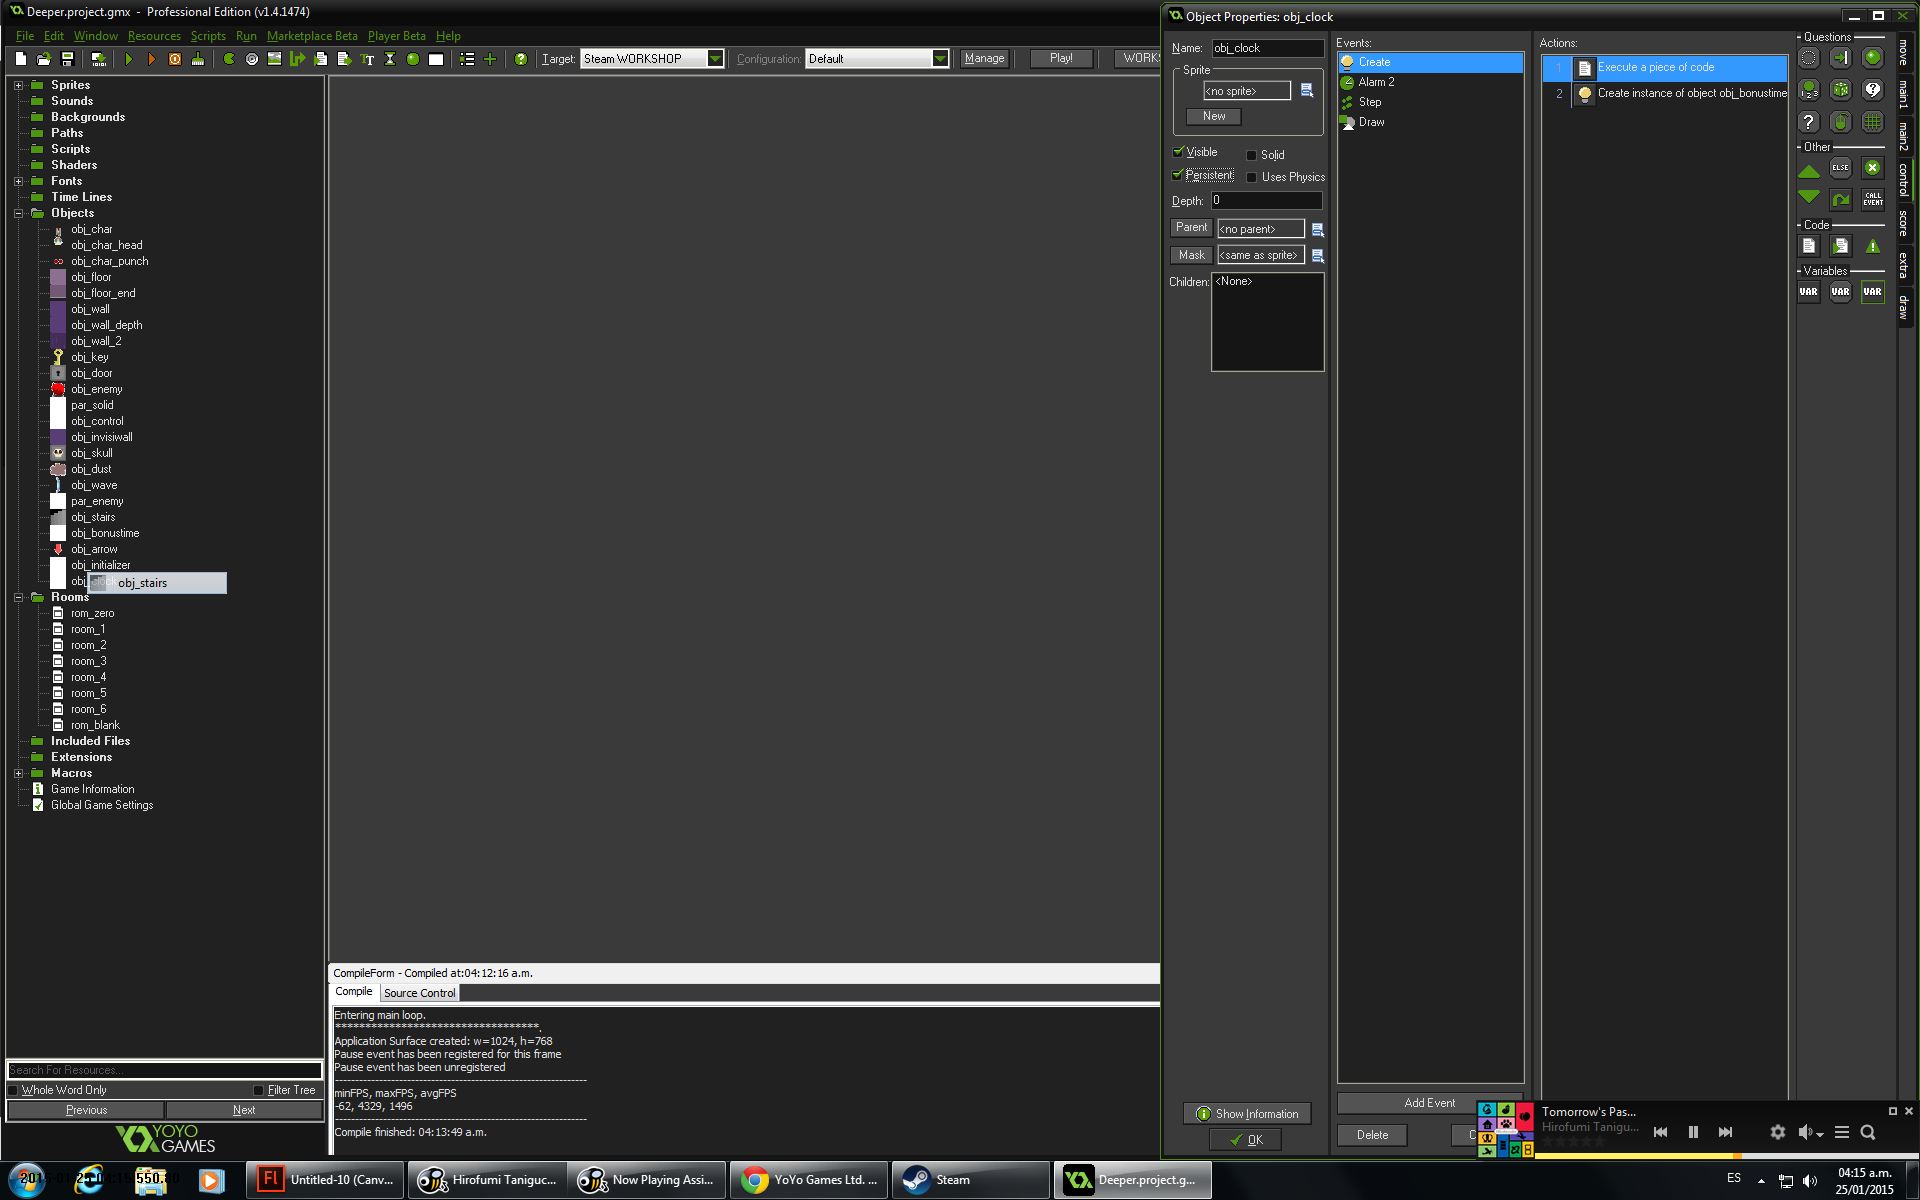 Deeper.project.gmx - Professional Edition (v1.4.1474)
File Edit Window Resources Scripts Run Marketplace Beta Player Beta Help
Target: Steam WORKSHOP Configuration: Default Manage Play! WORKS
Sprites
Sounds
Backgrounds
Paths
Scripts
Shaders
Fonts
Time Lines
Objects
obj_char
obj_char_head
obj_char_punch
obj_floor
obj_floor_end
obj_wall
obj_wall_depth
obj_wall_2
obj_key
obj_door
obj_enemy
par_solid
obj_control
obj_invisiwall
obj_skull
obj_dust
obj_wave
par_enemy
obj_stairs
obj_bonustime
obj_arrow
obj_initializer
obj_stairs
Rooms
rom_zero
room_1
room_2
room_3
room_4
room_5
room_6
rom_blank
Included Files
Extensions
Macros
Game Information
Global Game Settings
Search For Resources...
Whole Word Only Filter Tree
Previous Next
YOYO
GAMES
CompileForm - Compiled at:04:12:16 a.m.
Compile Source Control
Entering main loop.
**********************************.
Application Surface created: w=1024, h=768
Pause event has been registered for this frame
Pause event has been unregistered
minFPS, maxFPS, avgFPS
-62, 4329, 1496
Compile finished: 04:13:49 a.m.
Object Properties: obj_clock
Name: obj_clock
Sprite
<no sprite>
New
Visible Solid
Persistent Uses Physics
Depth: 0
Parent <no parent>
Mask <same as sprite>
Children: <None>
Show Information
OK
Events:
Create
Alarm 2
Step
Draw
Add Event
Delete
Actions:
1 Execute a piece of code
2 Create instance of object obj_bonustime
Questions
Other
ELSE
CALL EVENT
Code
Variables
VAR VAR VAR
move
main1
main2
control
score
extra
draw
Tomorrow's Pas...
Hirofumi Tanigu...
Untitled-10 (Canv...
Hirofumi Taniguc...
Now Playing Assi...
YoYo Games Ltd. ...
Steam
Deeper.project.g...
ES
04:15 a.m.
25/01/2015